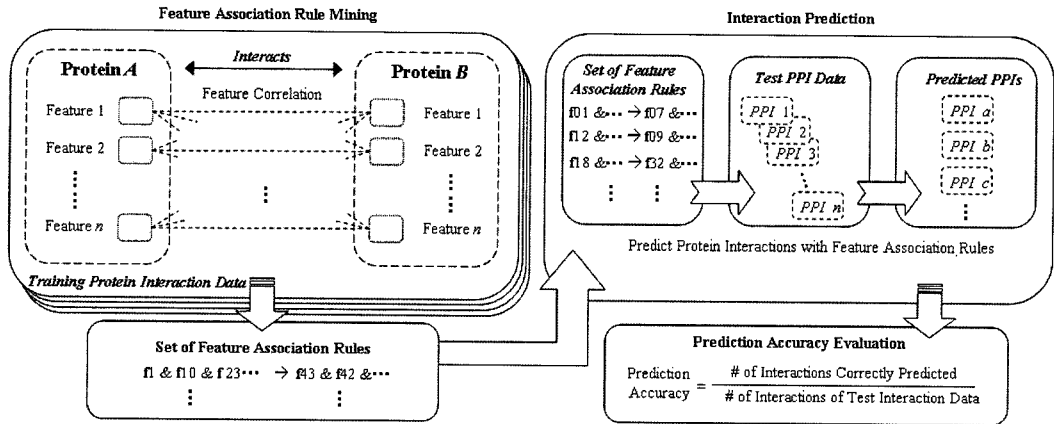 Feature Association Rule Mining
Interacts
Protein A
Protein B
Feature Correlation
Feature 1
Feature 1
Feature 2
Feature 2
Feature n
Feature n
Training Protein Interaction Data
Set of Feature Association Rules
f1 & f10 & f23··· → f43 & f42 &···
Interaction Prediction
Set of Feature
Association Rules
f01 &··· → f07 &···
f12 &··· → f09 &···
f18 &··· → f32 &···
Test PPI Data
PPI 1
PPI 2
PPI 3
PPI n
Predicted PPIs
PPI a
PPI b
PPI c
Predict Protein Interactions with Feature Association Rules
Prediction Accuracy Evaluation
Prediction
Accuracy
=
# of Interactions Correctly Predicted
# of Interactions of Test Interaction Data